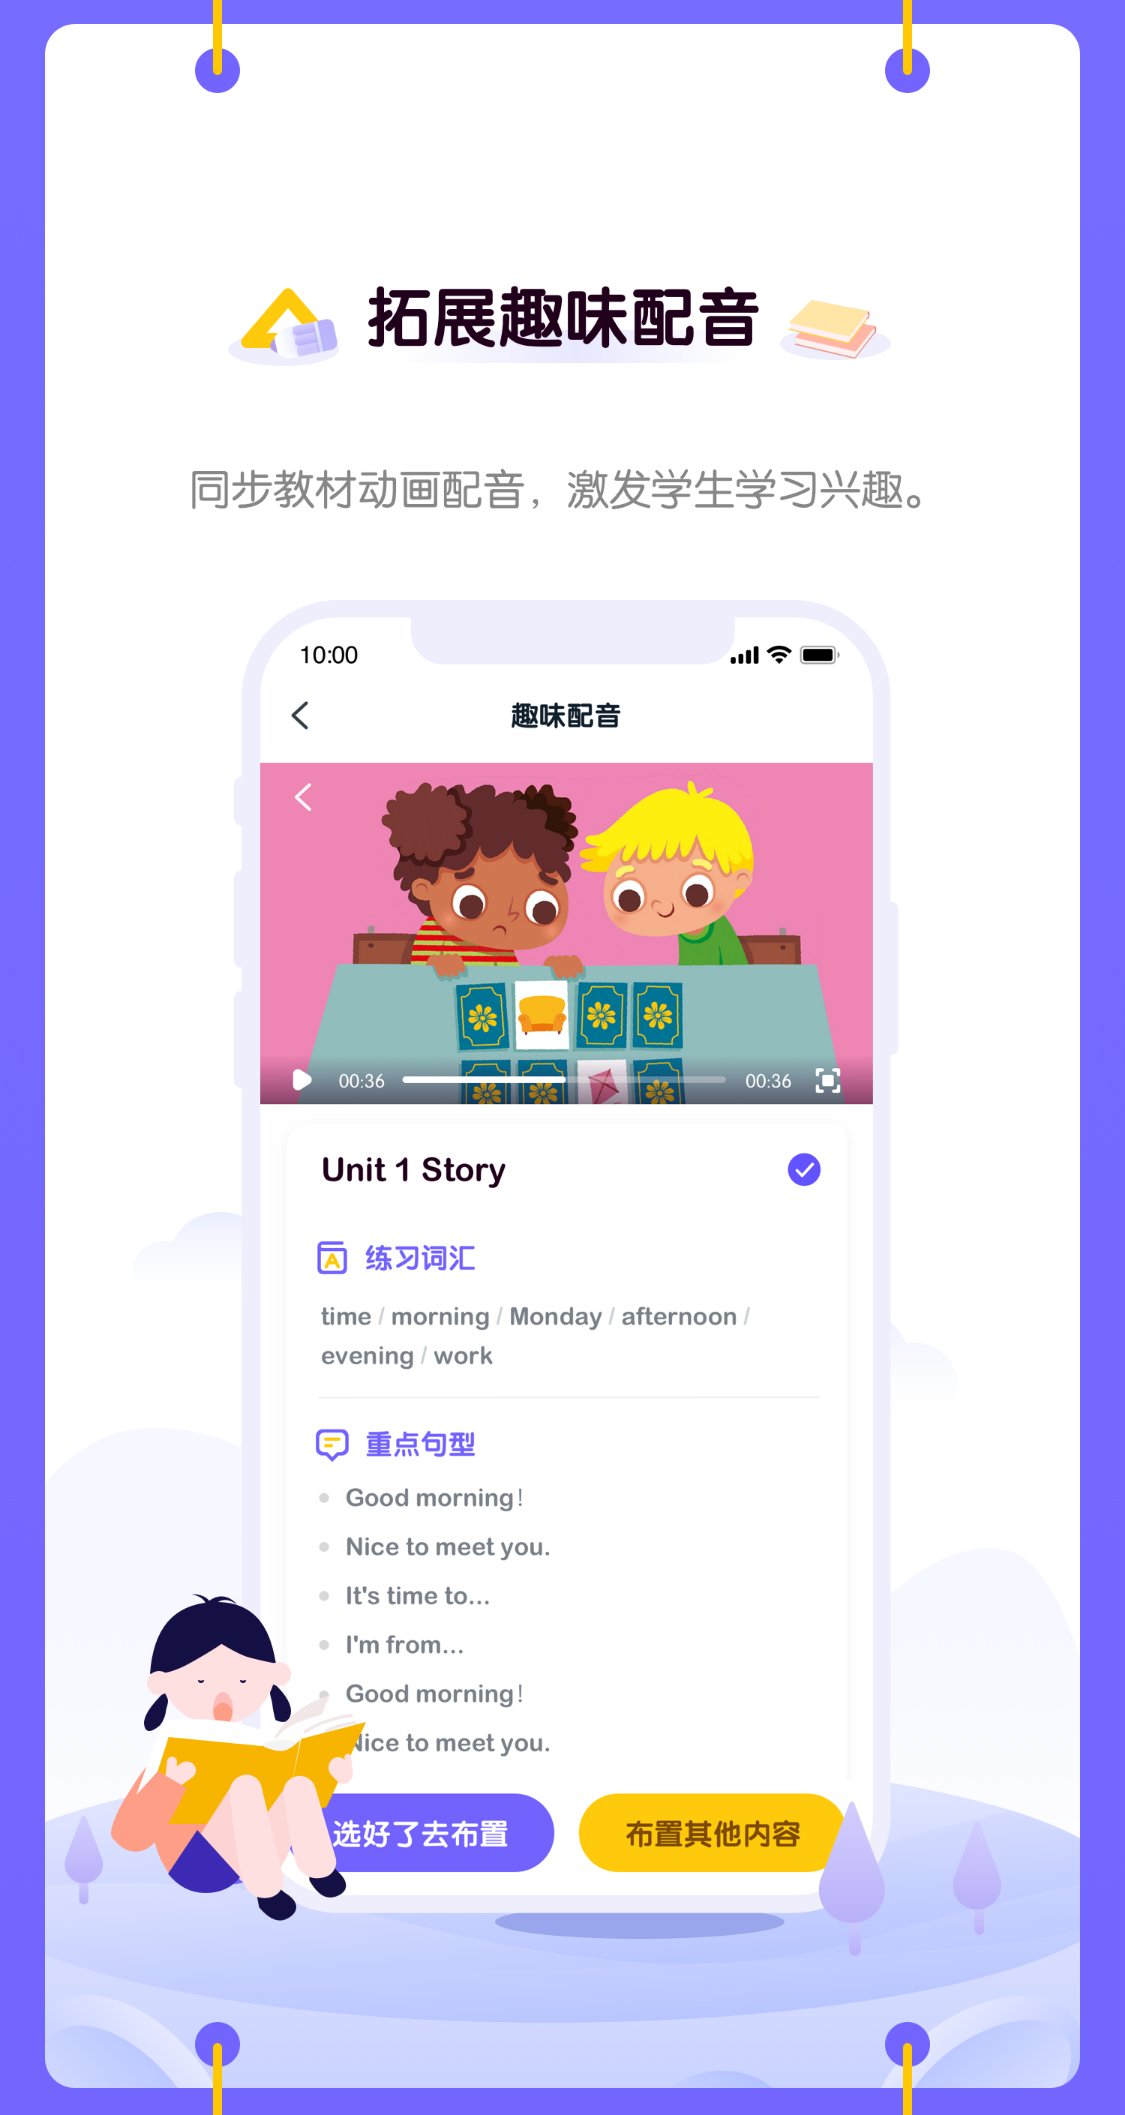 拓展趣味配音
同步教材动画配音，激发学生学习兴趣。
10:00
趣味配音
00:36
00:36
Unit 1 Story
A 练习词汇
time / morning / Monday / afternoon /
evening / work
重点句型
Good morning!
Nice to meet you.
It's time to...
I'm from...
Good morning!
Nice to meet you.
选好了去布置
布置其他内容